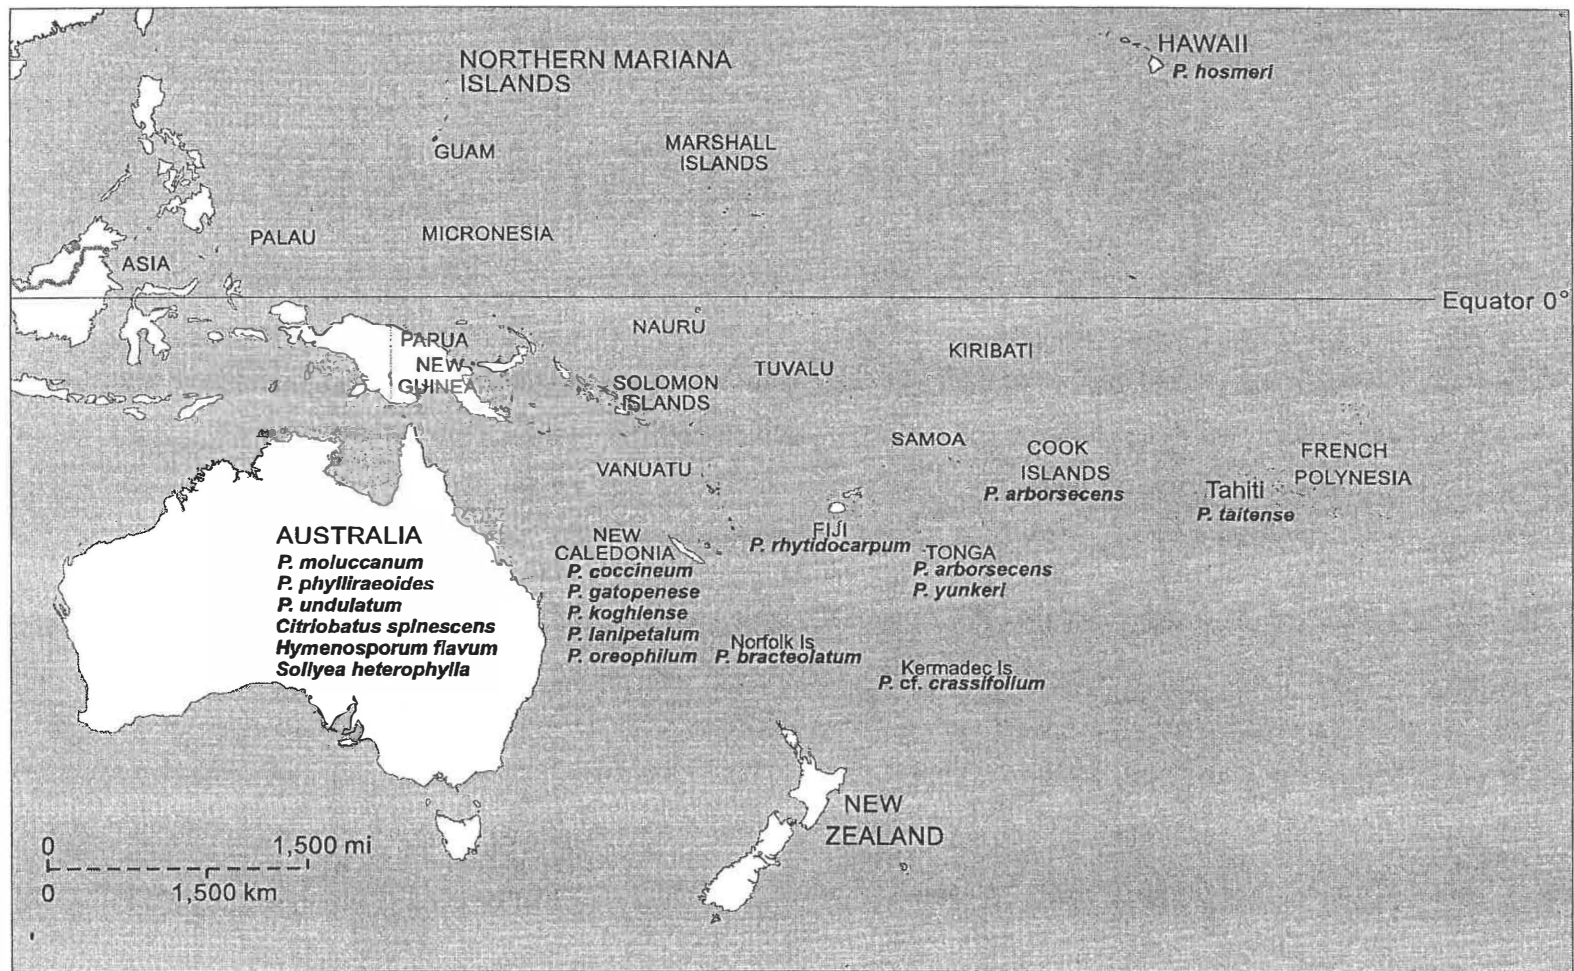 HAWAII
P. hosmeri
NORTHERN MARIANA
ISLANDS
GUAM
MARSHALL
ISLANDS
PALAU
MICRONESIA
ASIA
Equator 0°
NAURU
PAPUA
NEW
GUINEA
KIRIBATI
TUVALU
SOLOMON
ISLANDS
SAMOA
COOK
ISLANDS
P. arborsecens
FRENCH
POLYNESIA
Tahiti
P. taitense
VANUATU
FIJI
P. rhytidocarpum
TONGA
P. arborsecens
P. yunkeri
NEW
CALEDONIA
P. coccineum
P. gatopenese
P. koghiense
P. lanipetalum
P. oreophilum
AUSTRALIA
P. moluccanum
P. phylliraeoides
P. undulatum
Citriobatus spinescens
Hymenosporum flavum
Sollyea heterophylla
Norfolk Is
P. bracteolatum
Kermadec Is
P. cf. crassifolium
NEW
ZEALAND
0 1,500 mi
0 1,500 km